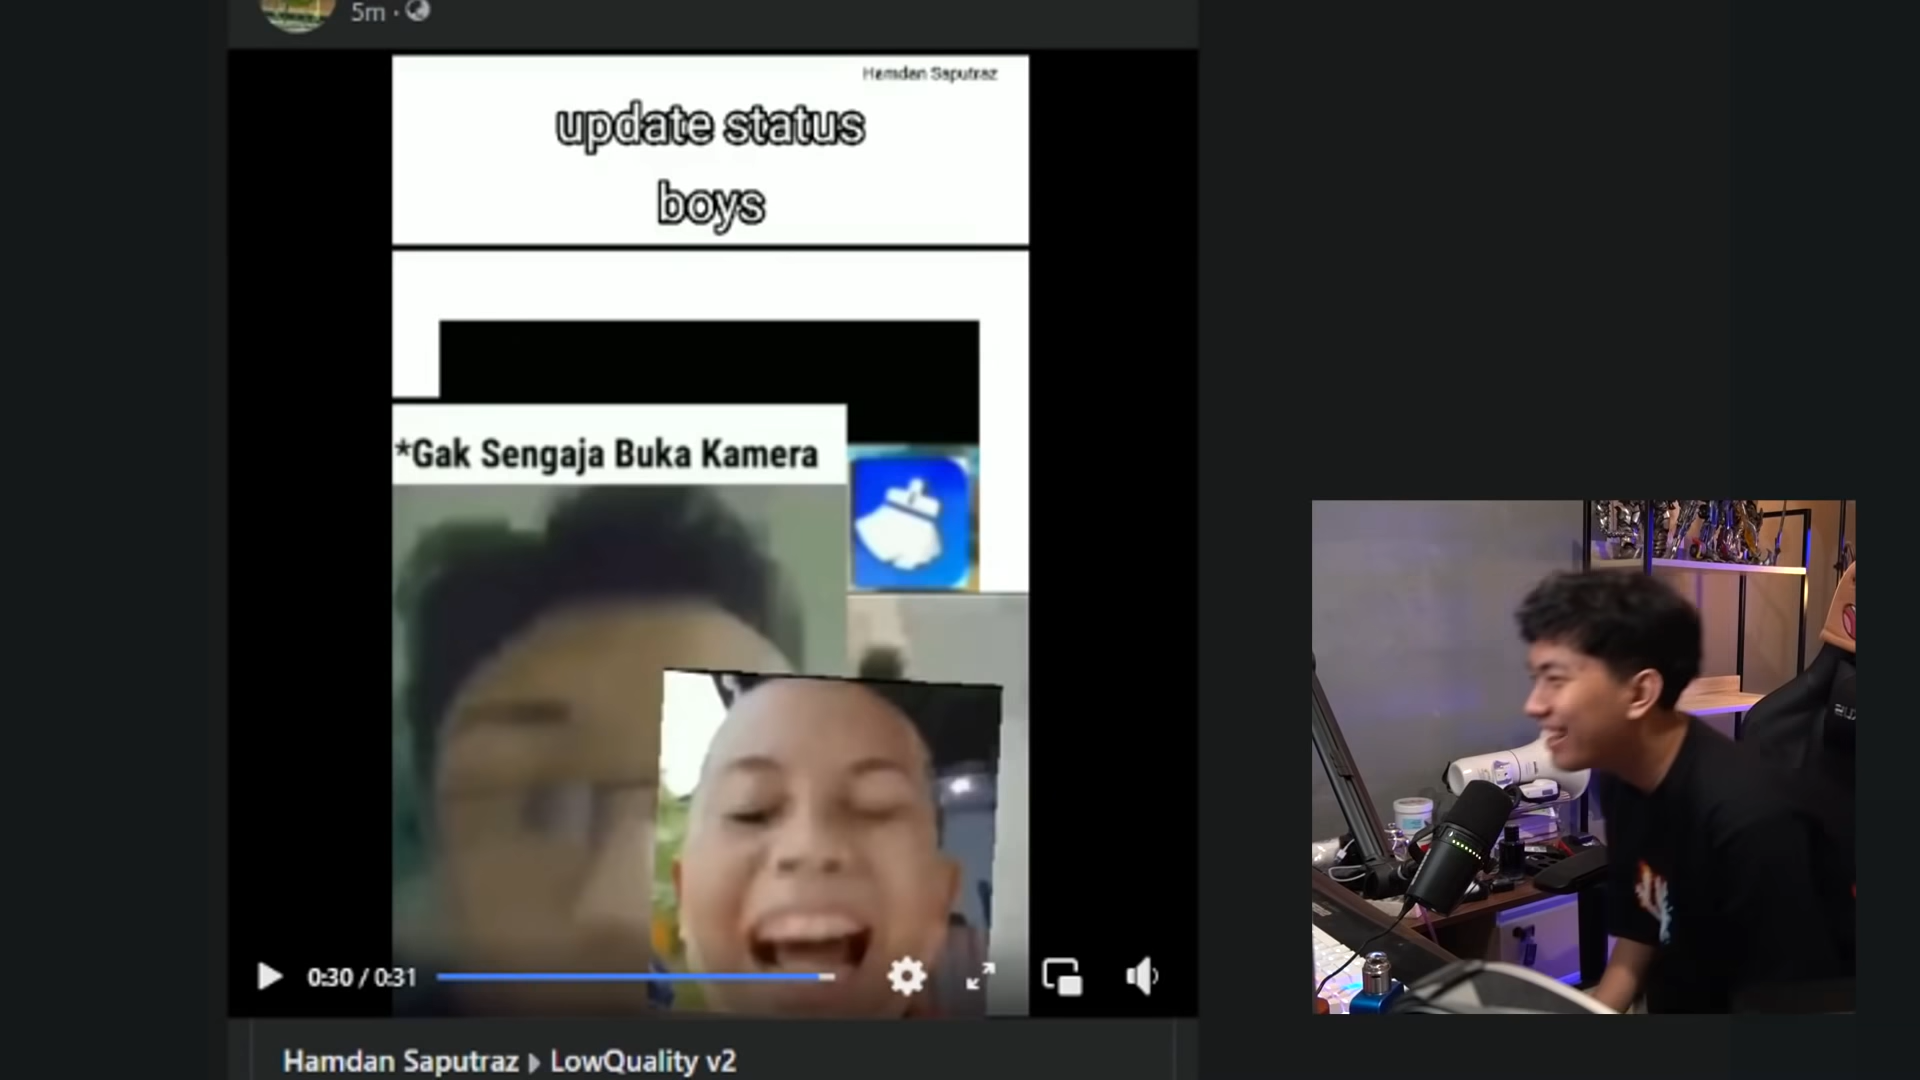 5m ·
Hamdan Saputraz
update status
boys
*Gak Sengaja Buka Kamera
0:30 / 0:31
Hamdan Saputraz ▸ LowQuality v2